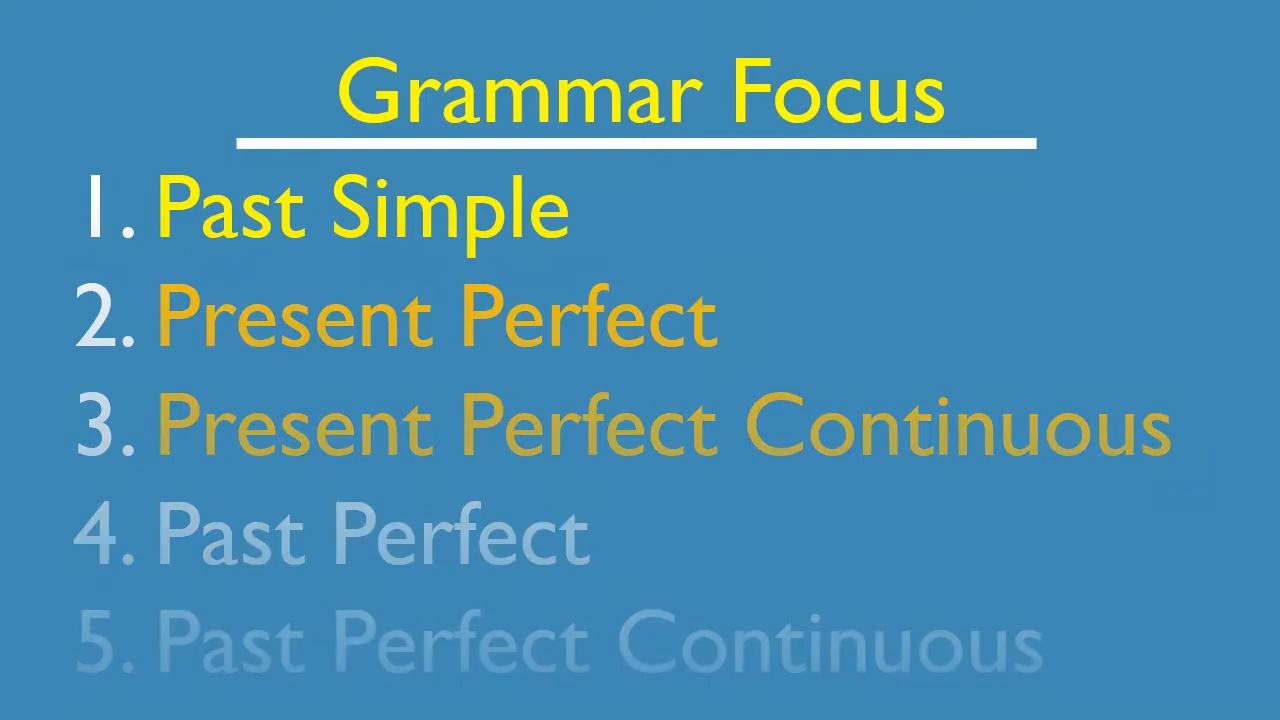 Grammar Focus
1. Past Simple
2. Present Perfect
3. Present Perfect Continuous
4. Past Perfect
5. Past Perfect Continuous